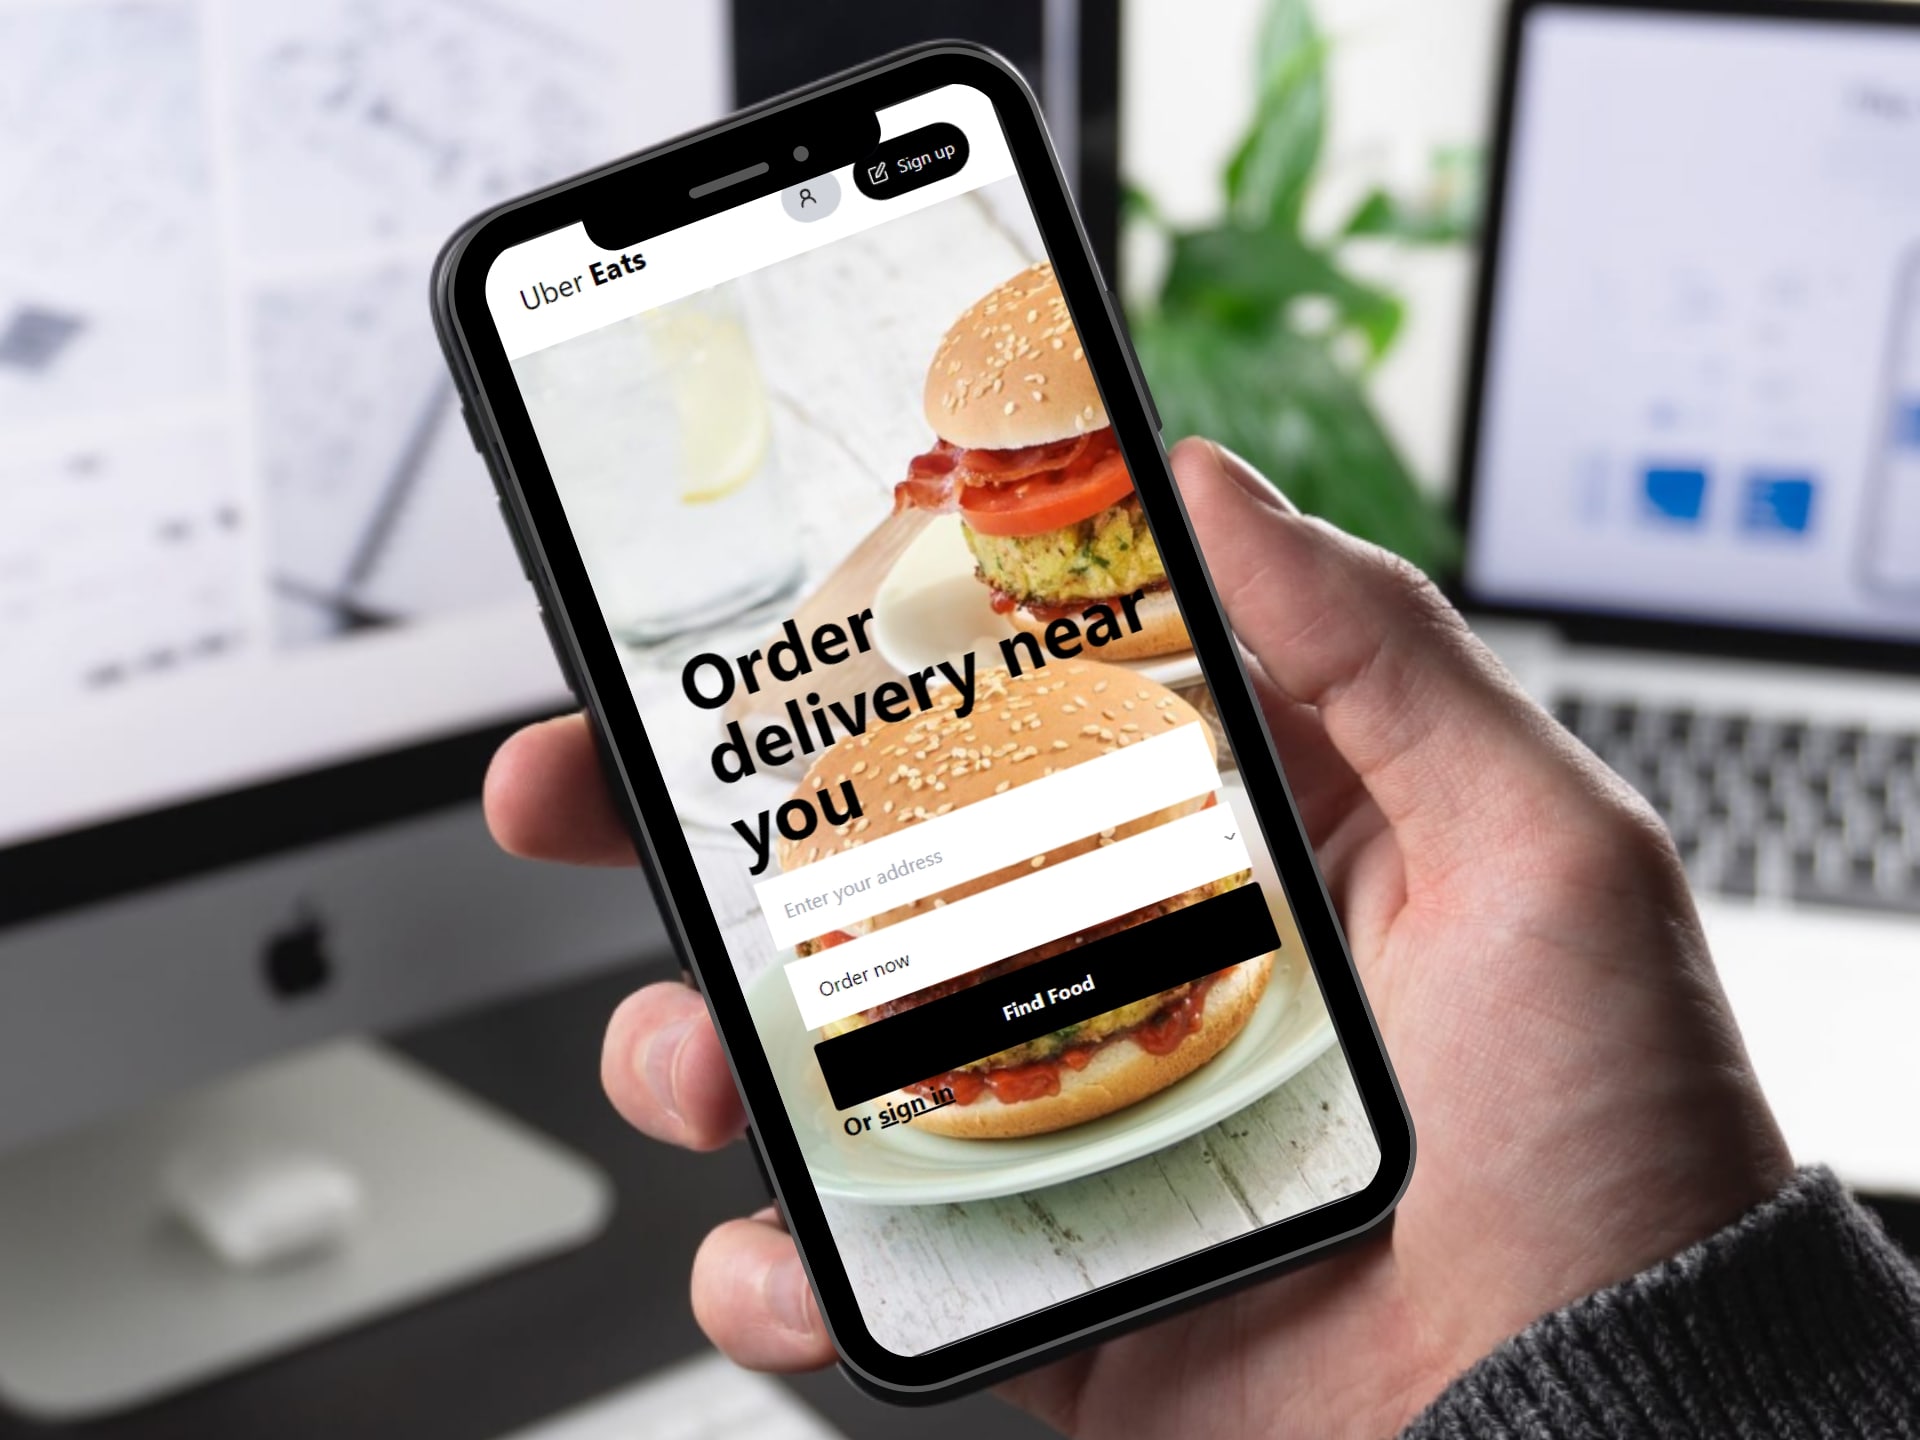 Uber Eats
Sign up
Order
delivery near
you
Enter your address
Order now
Find Food
Or sign in